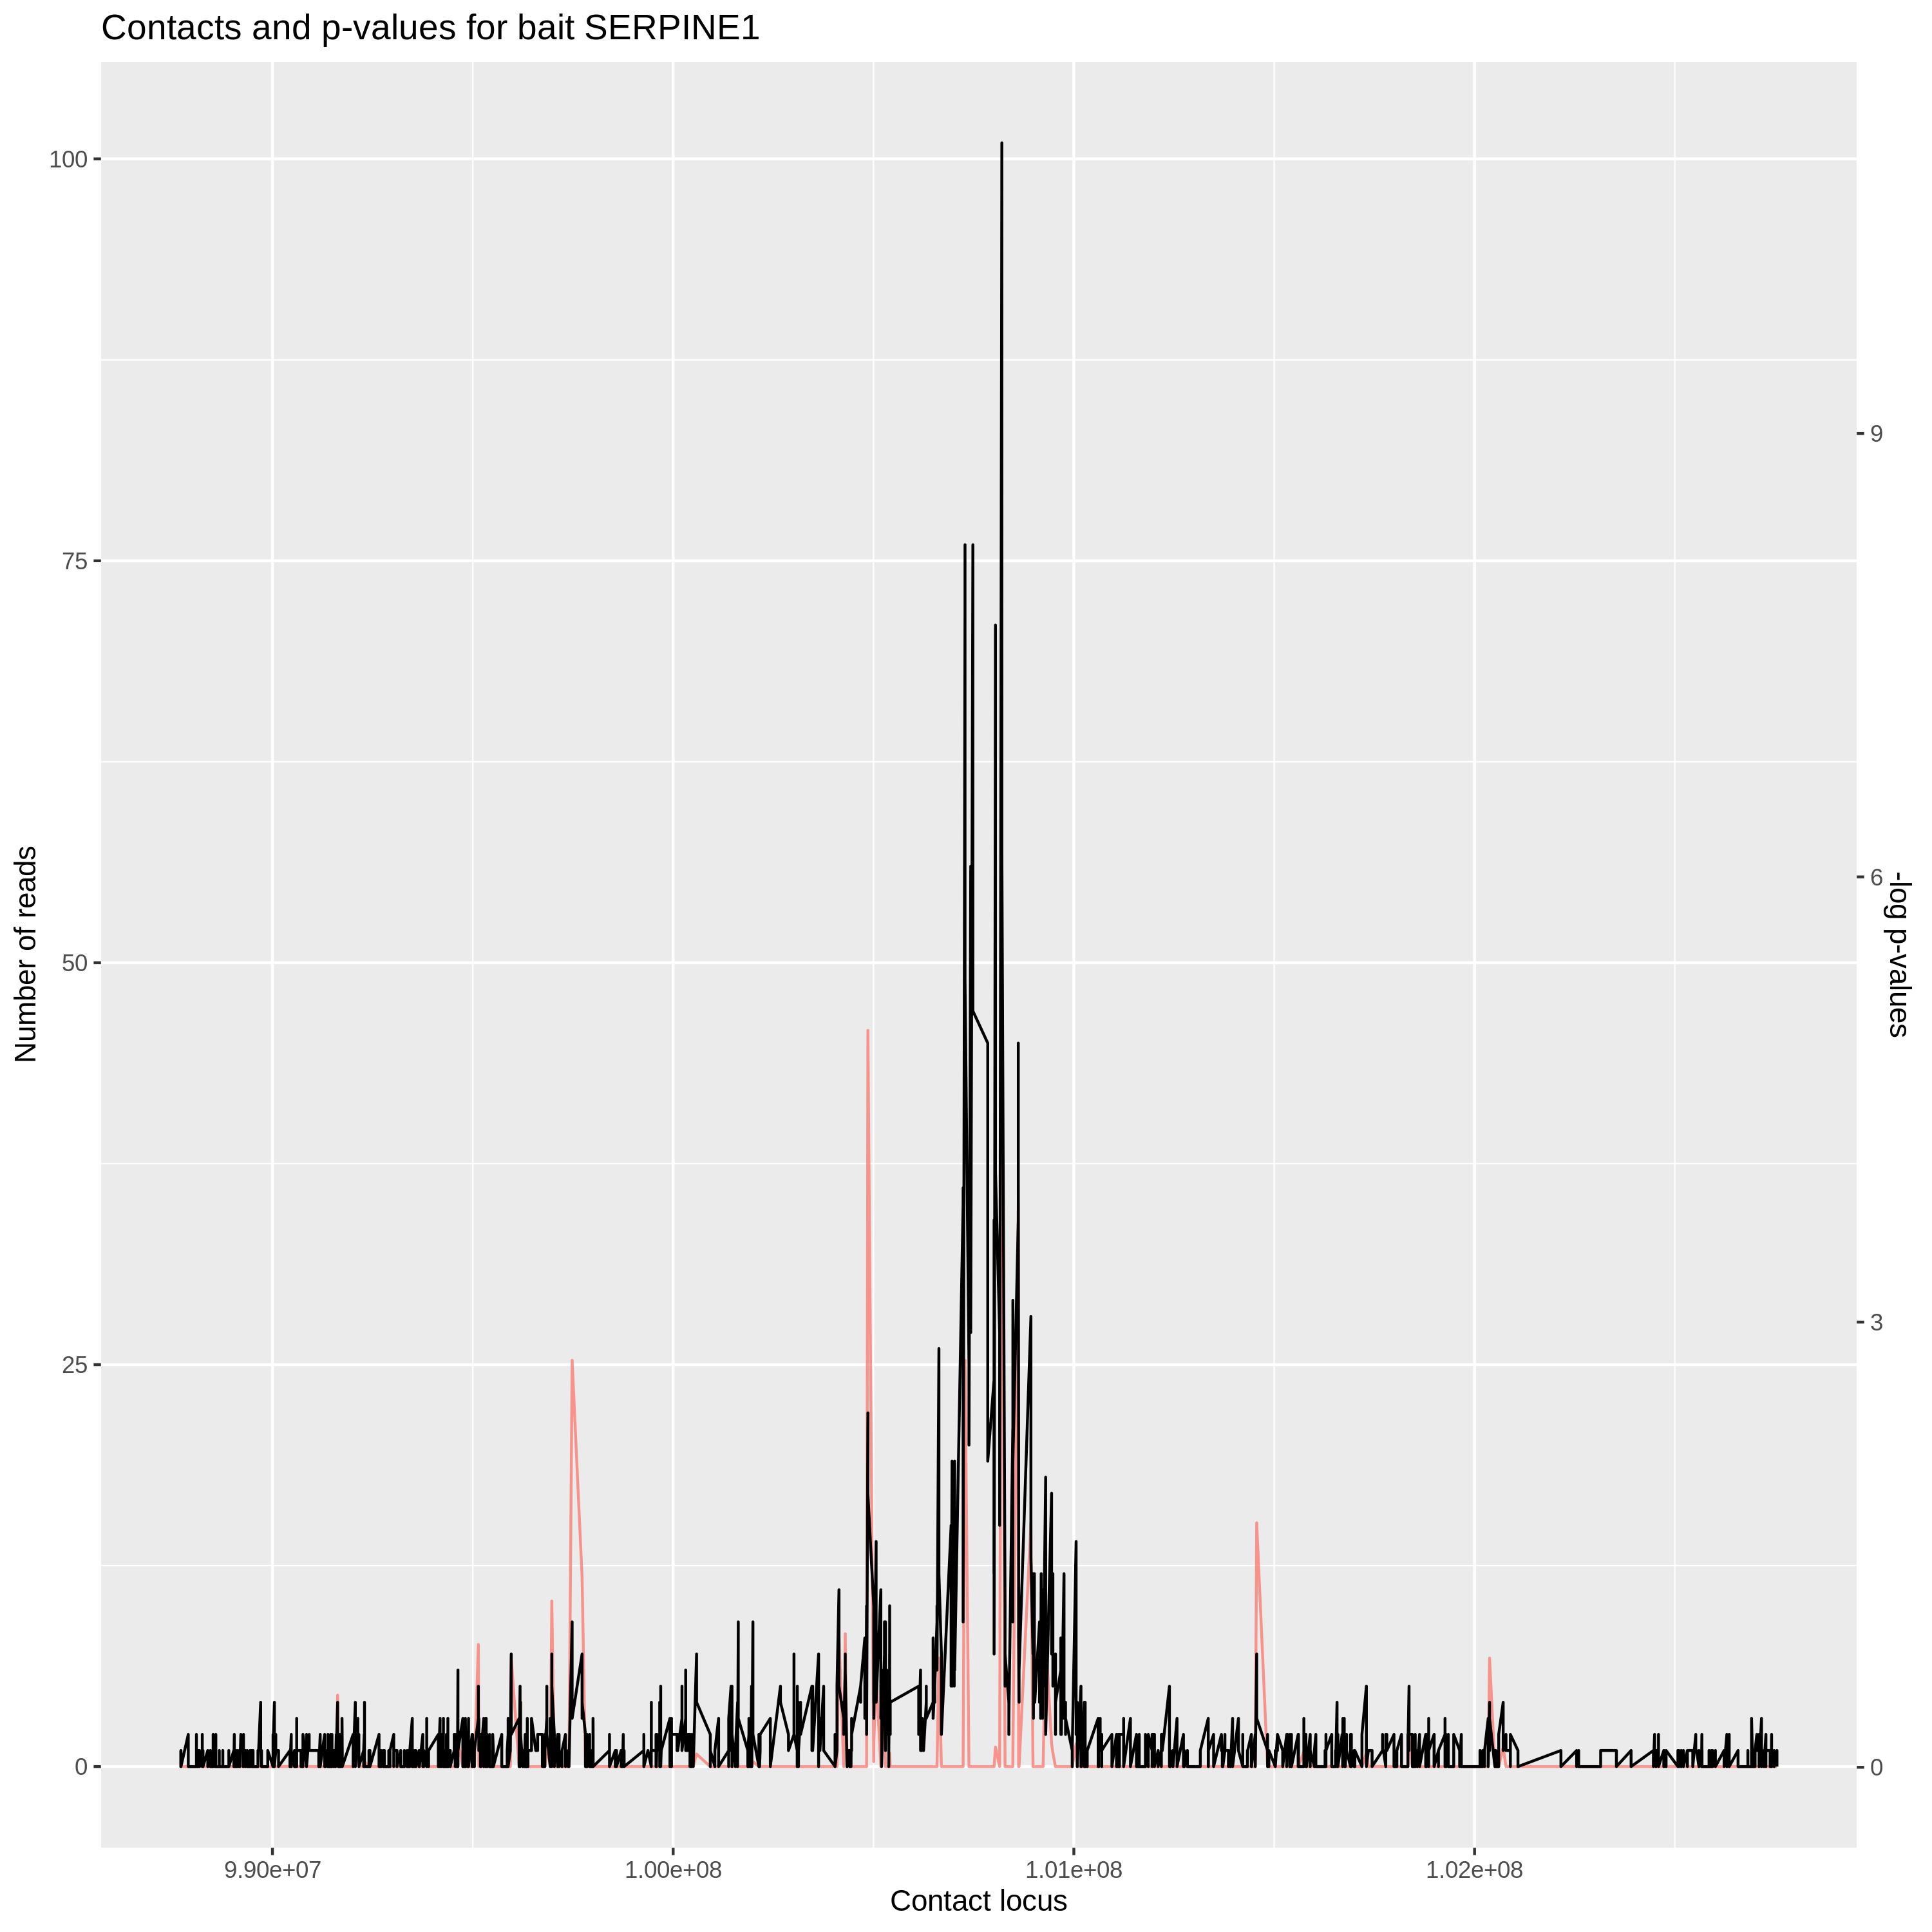 Contacts and p-values for bait SERPINE1
100
75
50
25
0
Number of reads
9
6
3
0
-log p-values
9.90e+07
1.00e+08
1.01e+08
1.02e+08
Contact locus